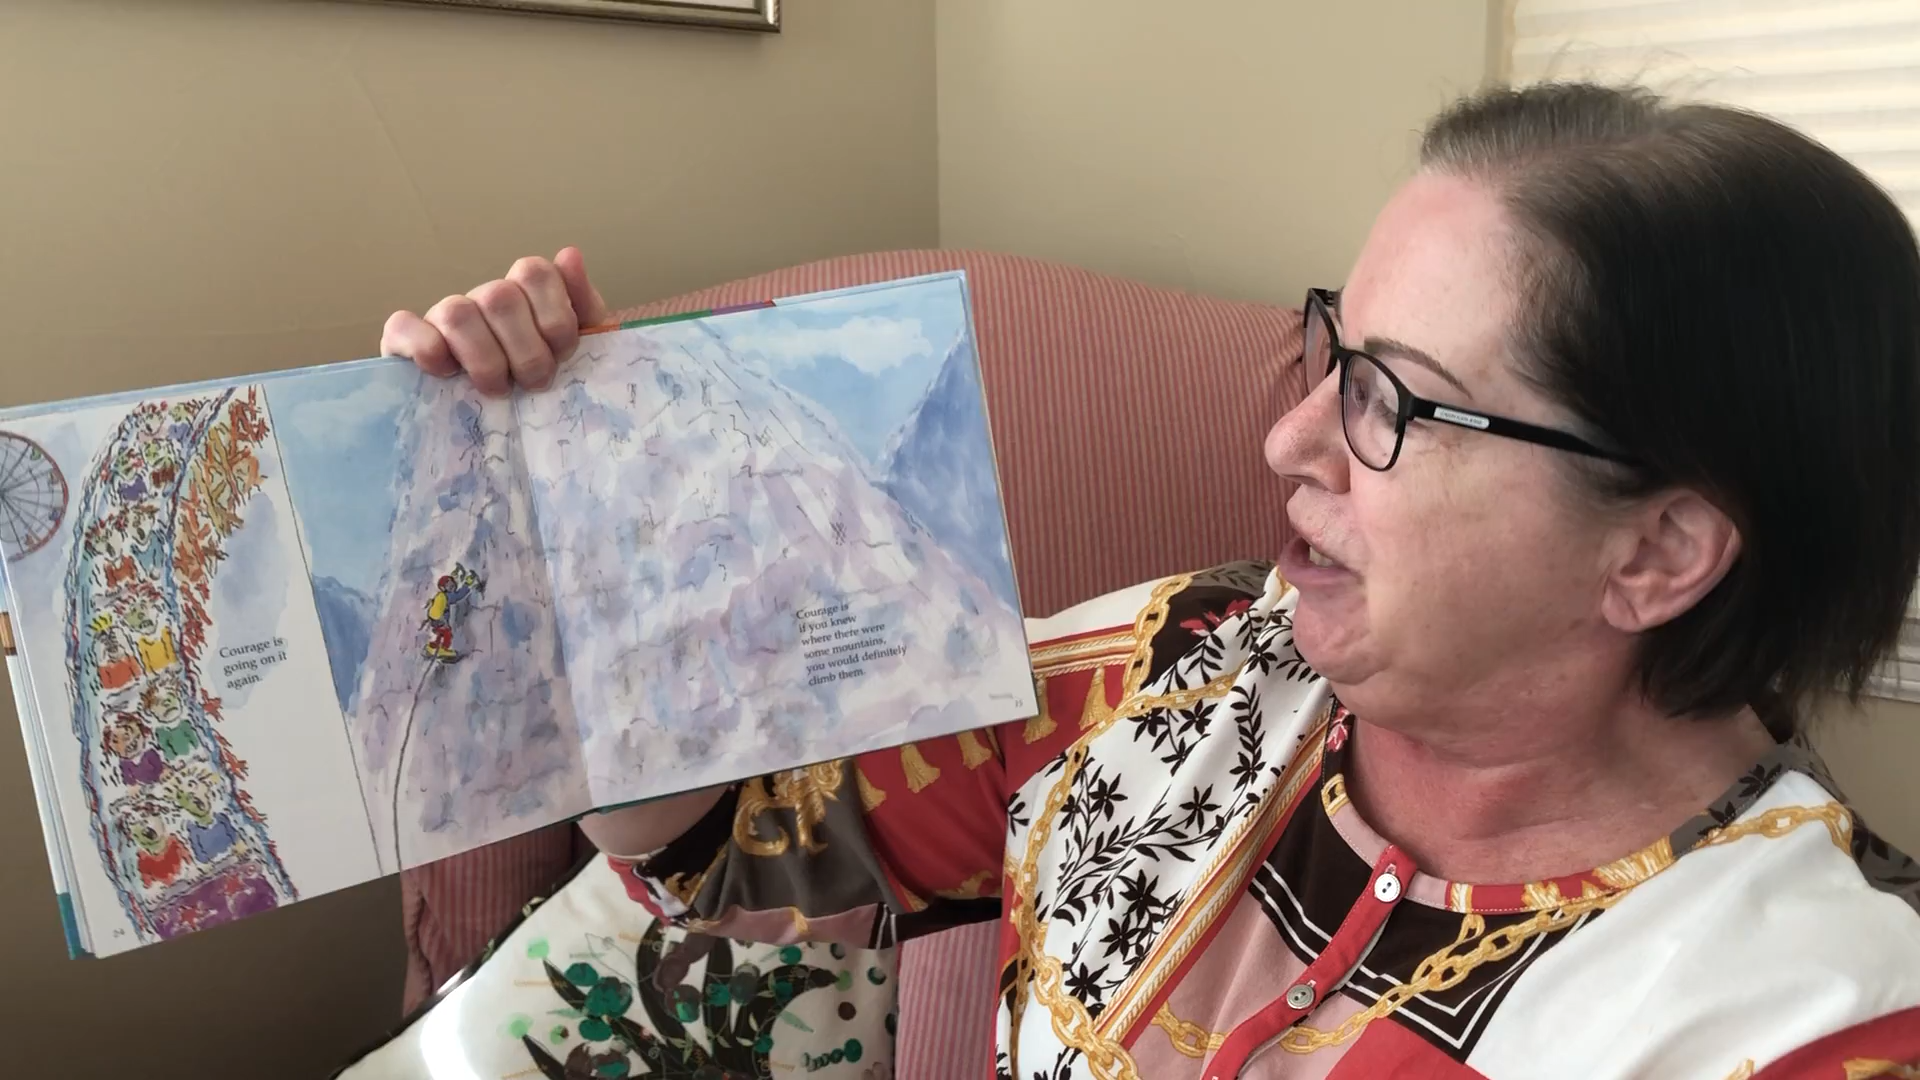 Courage is
going on it
again.
Courage is
if you knew
where there were
some mountains,
you would definitely
climb them.
24
25